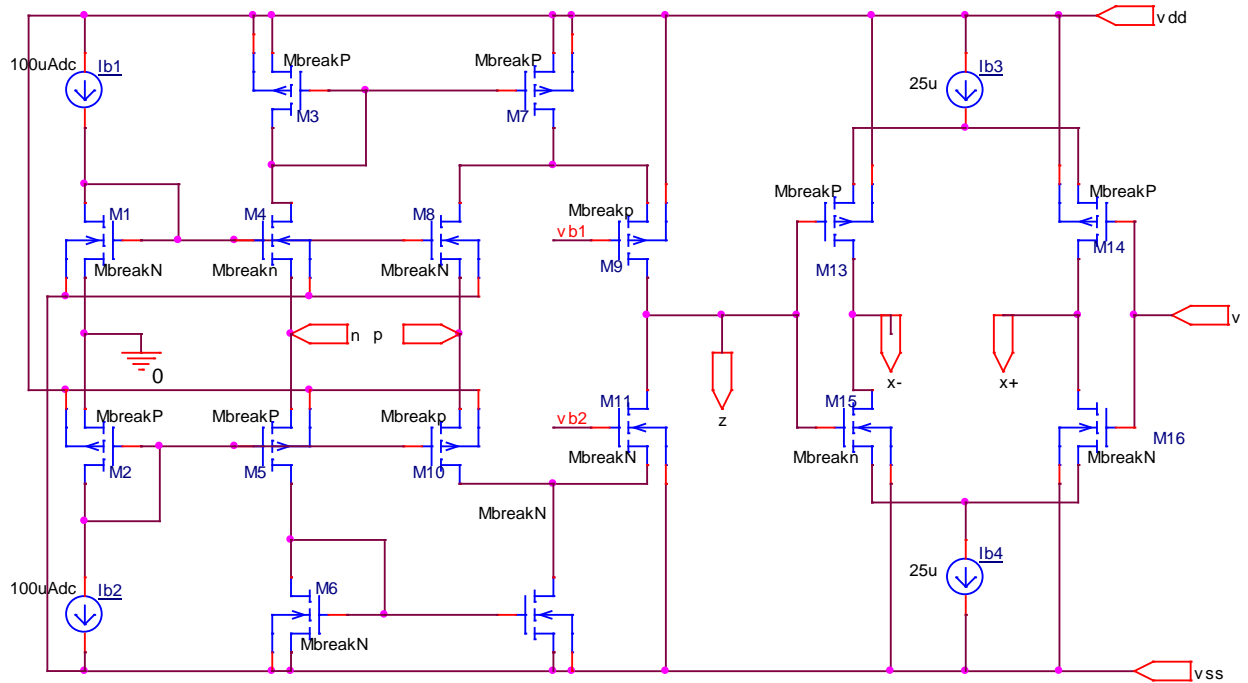 vdd
100uAdc
Ib1
MbreakP
M3
MbreakP
M7
25u
Ib3
M1
MbreakN
M4
Mbreakn
M8
MbreakN
Mbreakp
vb1
M9
MbreakP
M13
MbreakP
M14
n
p
0
v
x-
x+
z
MbreakP
M2
MbreakP
M5
Mbreakp
M10
M11
vb2
MbreakN
M15
Mbreakn
M16
MbreakN
MbreakN
100uAdc
Ib2
M6
MbreakN
25u
Ib4
vss